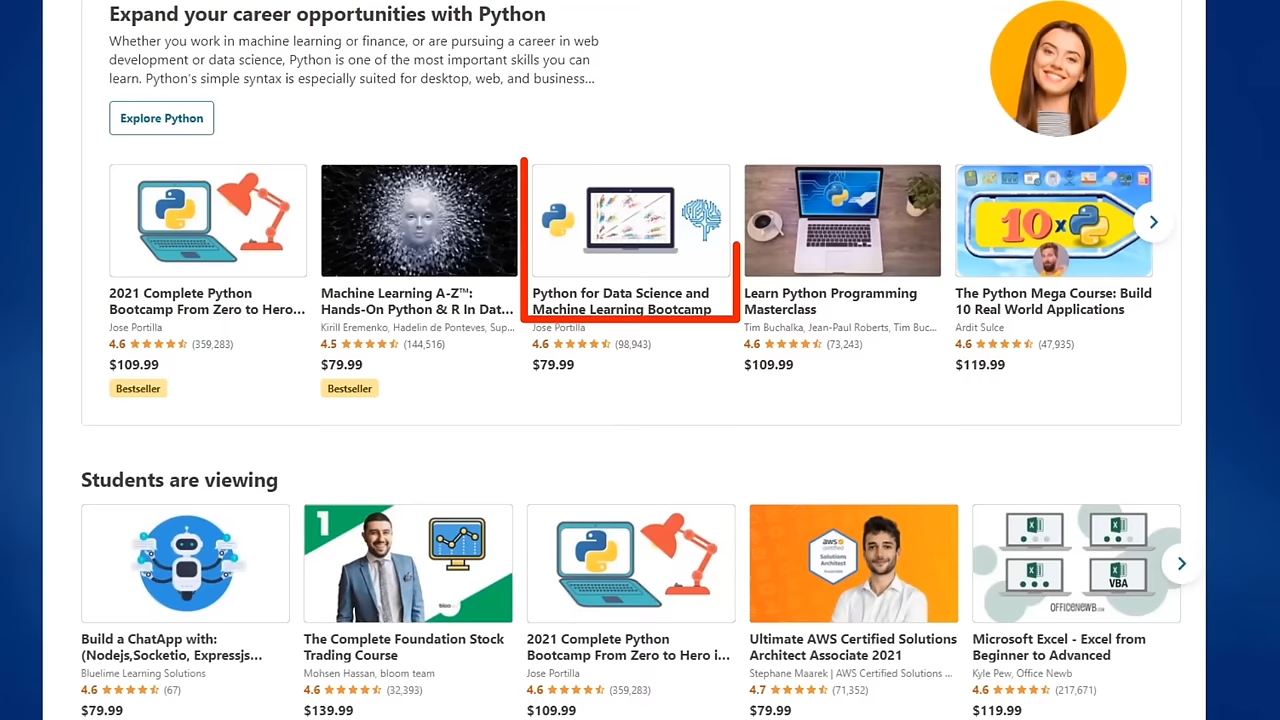 Expand your career opportunities with Python
Whether you work in machine learning or finance, or are pursuing a career in web
development or data science, Python is one of the most important skills you can
learn. Python's simple syntax is especially suited for desktop, web, and business...
Explore Python
10x
2021 Complete Python
Bootcamp From Zero to Hero...
Jose Portilla
4.6 (359,283)
$109.99
Bestseller
Machine Learning A-Z™:
Hands-On Python & R In Dat...
Kirill Eremenko, Hadelin de Ponteves, Sup...
4.5 (144,516)
$79.99
Bestseller
Python for Data Science and
Machine Learning Bootcamp
Jose Portilla
4.6 (98,943)
$79.99
Learn Python Programming
Masterclass
Tim Buchalka, Jean-Paul Roberts, Tim Buc...
4.6 (73,243)
$109.99
The Python Mega Course: Build
10 Real World Applications
Ardit Sulce
4.6 (47,935)
$119.99
Students are viewing
1
bloom
aws
certified
Solutions
Architect
VBA
OFFICENEWB.COM
Build a ChatApp with:
(Nodejs,Socketio, Expressjs...
Bluelime Learning Solutions
4.6 (67)
$79.99
The Complete Foundation Stock
Trading Course
Mohsen Hassan, bloom team
4.6 (32,393)
$139.99
2021 Complete Python
Bootcamp From Zero to Hero i...
Jose Portilla
4.6 (359,283)
$109.99
Ultimate AWS Certified Solutions
Architect Associate 2021
Stephane Maarek | AWS Certified Solutions ...
4.7 (71,352)
$79.99
Microsoft Excel - Excel from
Beginner to Advanced
Kyle Pew, Office Newb
4.6 (217,671)
$119.99